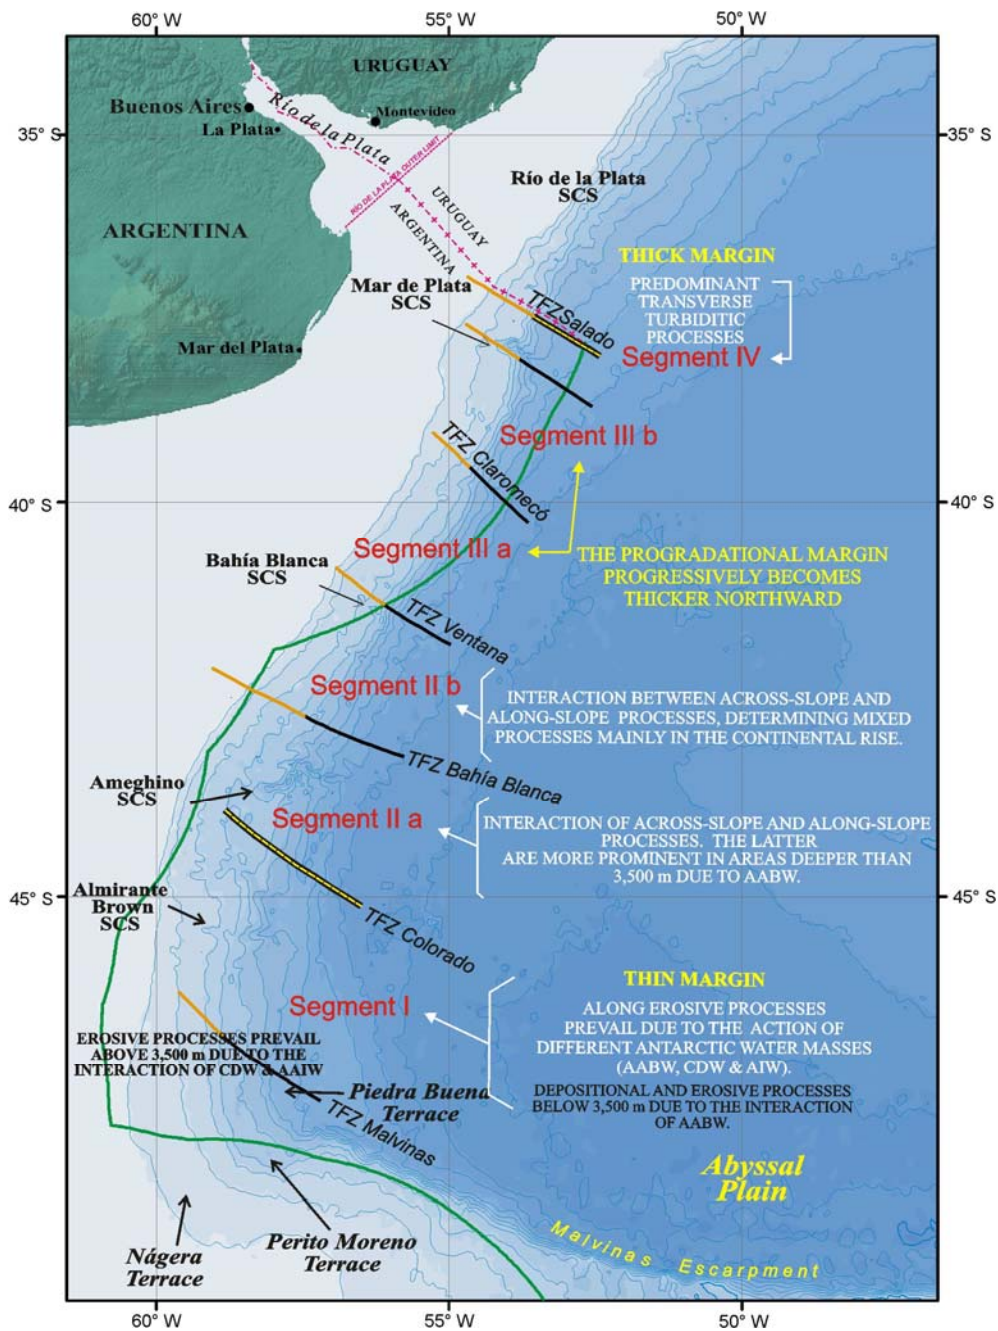 60° W
55° W
50° W
URUGUAY
Buenos Aires
Río de la Plata
Montevideo
La Plata
35° S
35° S
RÍO DE LA PLATA OUTER LIMIT
Río de la Plata
SCS
URUGUAY
ARGENTINA
ARGENTINA
THICK MARGIN
Mar de Plata
SCS
PREDOMINANT
TRANSVERSE
TURBIDITIC
PROCESSES
TFZSalado
Mar del Plata
Segment IV
Segment III b
TFZ Claromecó
40° S
40° S
Segment III a
Bahía Blanca
SCS
THE PROGRADATIONAL MARGIN
PROGRESSIVELY BECOMES
THICKER NORTHWARD
TFZ Ventana
Segment II b
INTERACTION BETWEEN ACROSS-SLOPE AND
ALONG-SLOPE PROCESSES, DETERMINING MIXED
PROCESSES MAINLY IN THE CONTINENTAL RISE.
TFZ Bahía Blanca
Ameghino
SCS
Segment II a
INTERACTION OF ACROSS-SLOPE AND ALONG-SLOPE
PROCESSES. THE LATTER
ARE MORE PROMINENT IN AREAS DEEPER THAN
3,500 m DUE TO AABW.
45° S
45° S
Almirante
Brown
SCS
TFZ Colorado
THIN MARGIN
Segment I
ALONG EROSIVE PROCESSES
PREVAIL DUE TO THE ACTION OF
DIFFERENT ANTARCTIC WATER MASSES
(AABW, CDW & AIW).
EROSIVE PROCESSES PREVAIL
ABOVE 3,500 m DUE TO THE
INTERACTION OF CDW & AAIW
DEPOSITIONAL AND EROSIVE PROCESSES
BELOW 3,500 m DUE TO THE INTERACTION
OF AABW.
Piedra Buena
Terrace
TFZ Malvinas
Abyssal
Plain
Nágera
Terrace
Perito Moreno
Terrace
Malvinas Escarpment
60° W
55° W
50° W